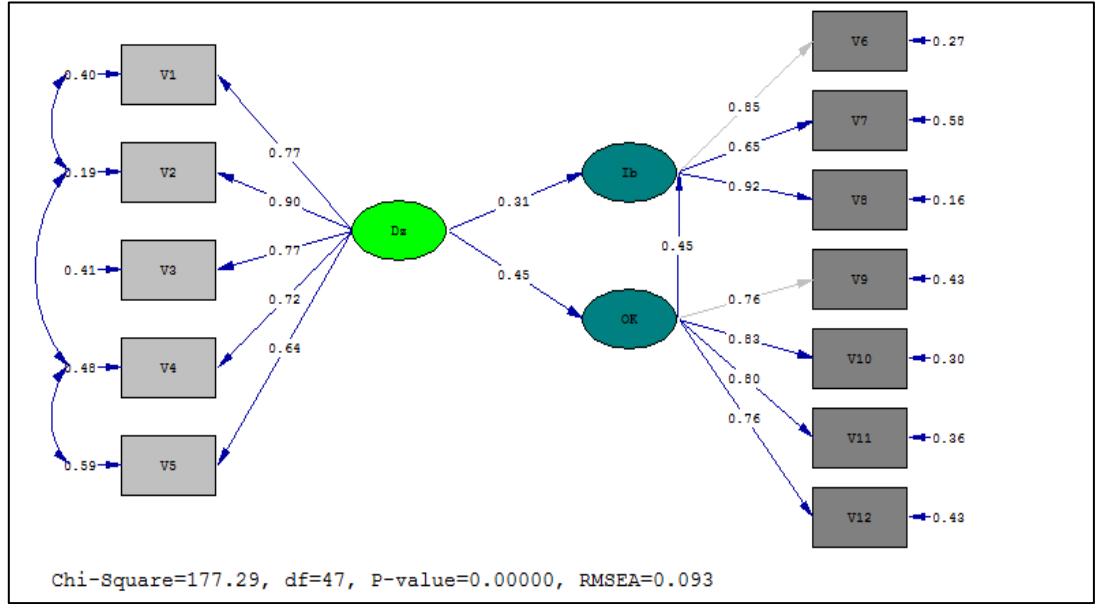 0.40 V1
0.19 V2
0.41 V3
0.48 V4
0.59 V5
0.77
0.90
0.77
0.72
0.64
Ds
0.31
0.45
Ib
0.45
OK
0.85
0.65
0.92
0.76
0.83
0.80
0.76
V6 0.27
V7 0.58
V8 0.16
V9 0.43
V10 0.30
V11 0.36
V12 0.43
Chi-Square=177.29, df=47, P-value=0.00000, RMSEA=0.093